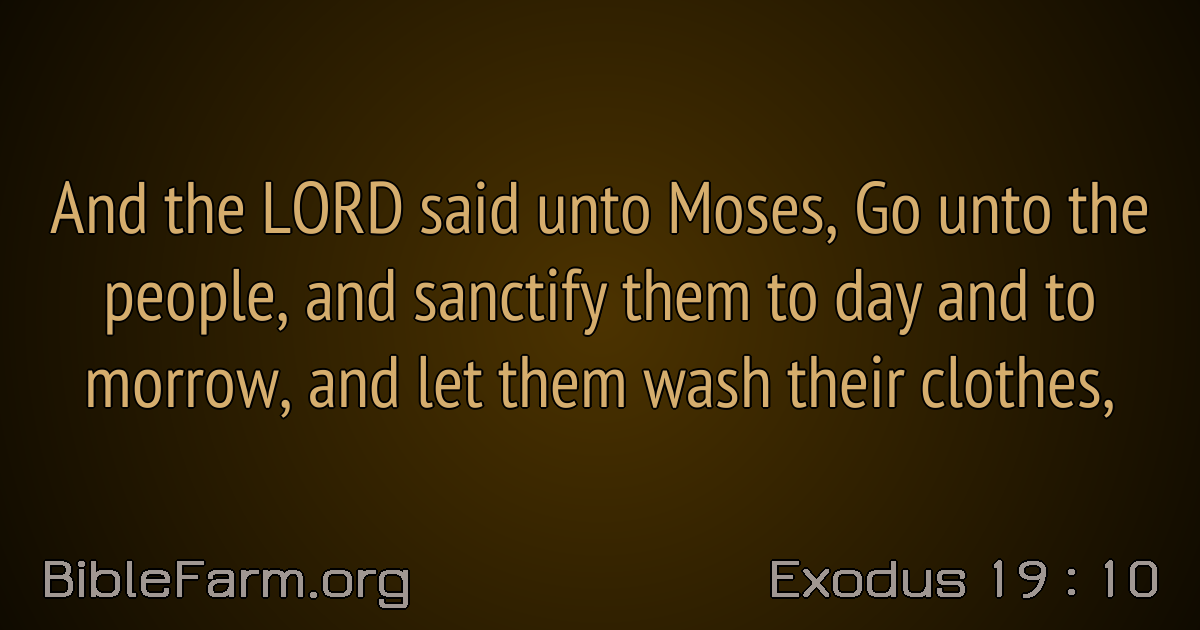 And the LORD said unto Moses, Go unto the
people, and sanctify them to day and to
morrow, and let them wash their clothes,
BibleFarm.org
Exodus 19 : 10